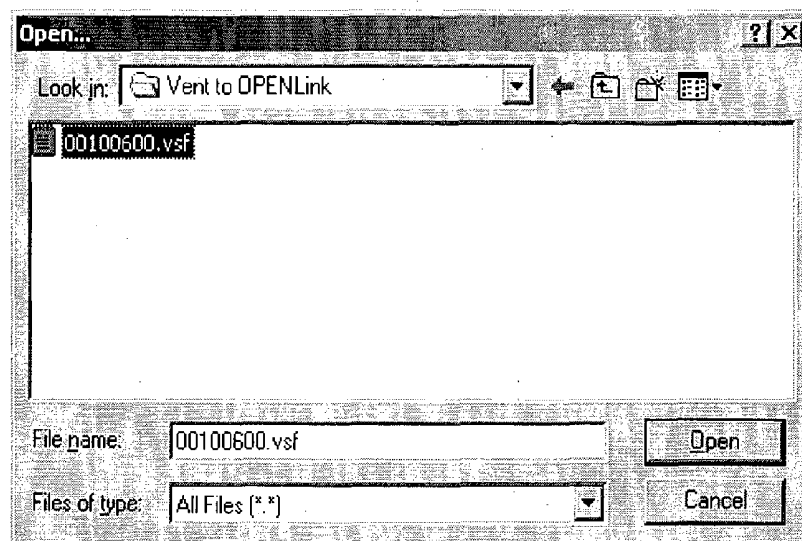 Open...
Look in: Vent to OPENLink
00100600.vsf
File name: 00100600.vsf Open
Files of type: All Files (*.*) Cancel